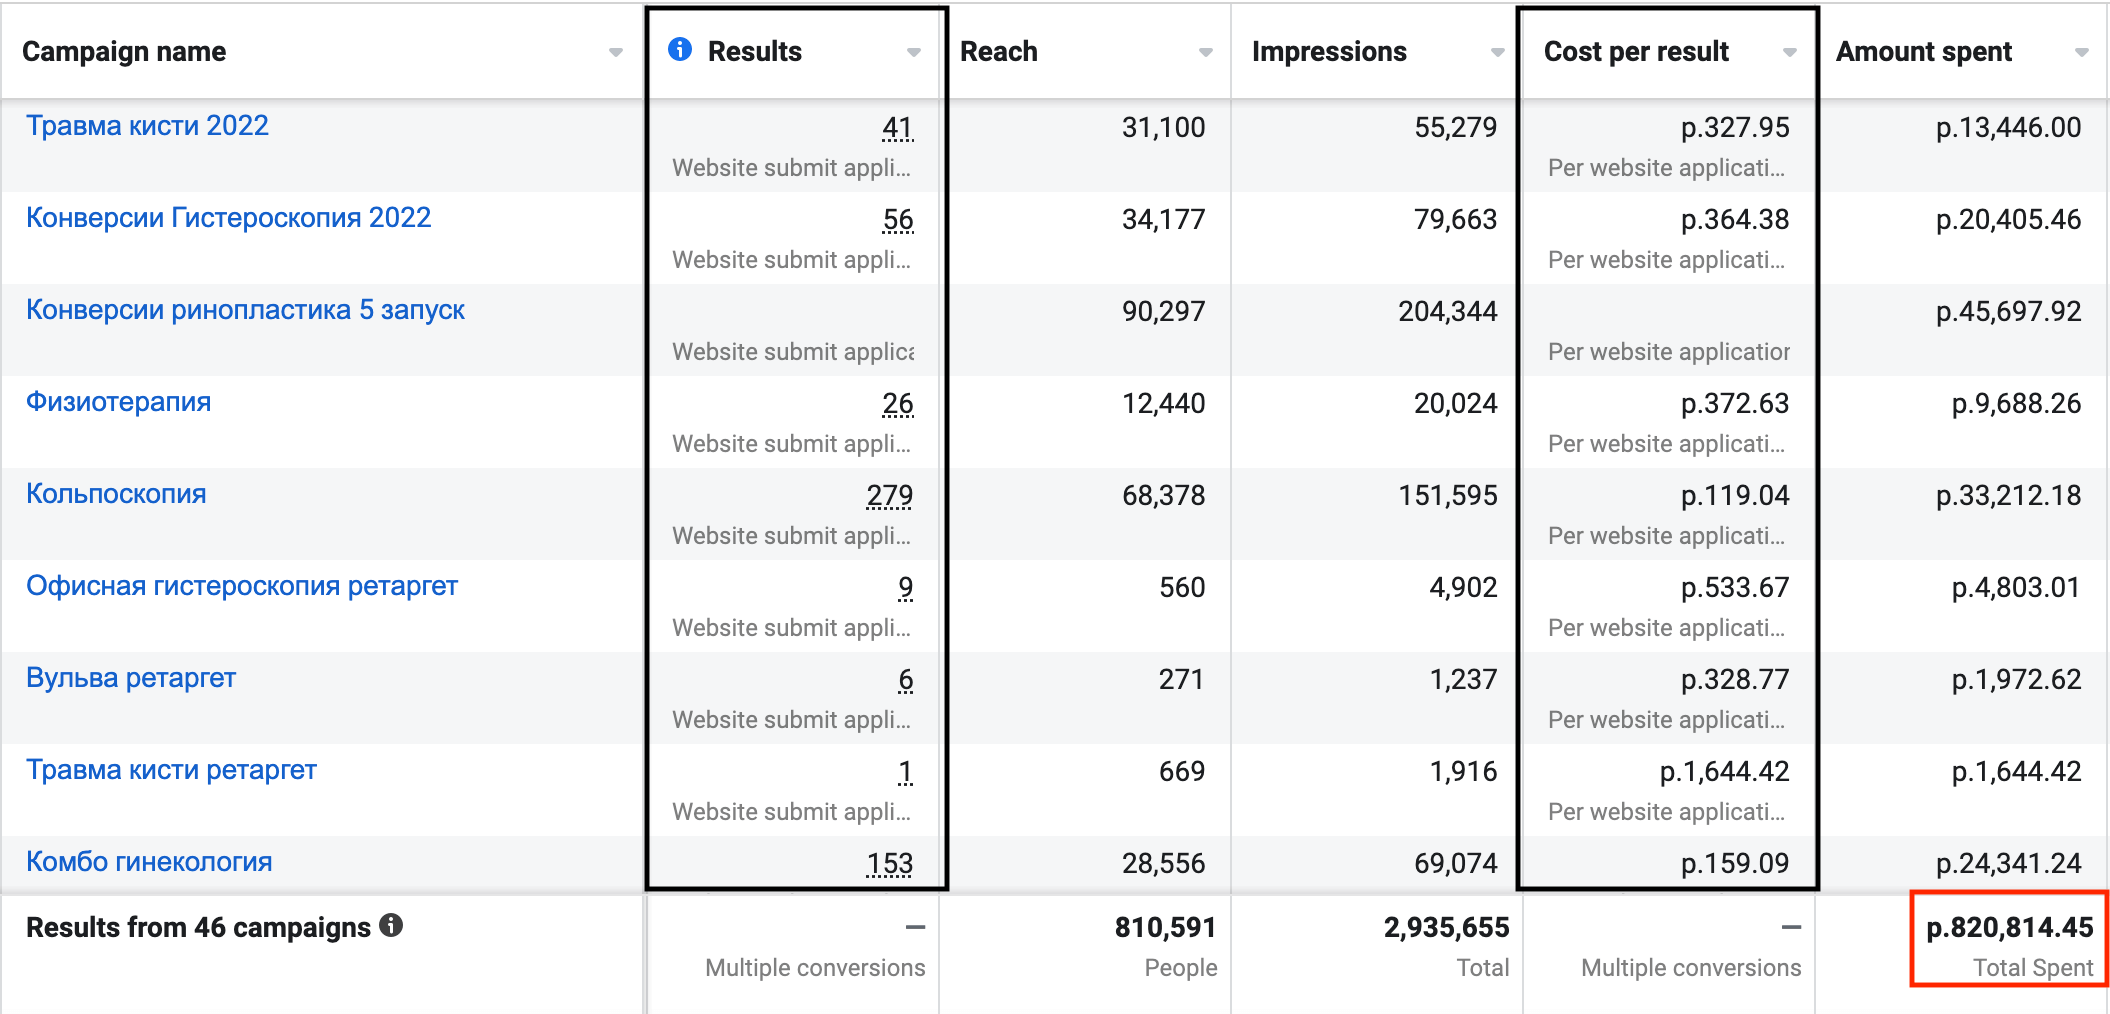 Campaign name Results Reach Impressions Cost per result Amount spent
Травма кисти 2022 41 31,100 55,279 р.327.95 р.13,446.00
Website submit appli... Per website applicati...
Конверсии Гистероскопия 2022 56 34,177 79,663 р.364.38 р.20,405.46
Website submit appli... Per website applicati...
Конверсии ринопластика 5 запуск 90,297 204,344 р.45,697.92
Website submit applica Per website application
Физиотерапия 26 12,440 20,024 р.372.63 р.9,688.26
Website submit appli... Per website applicati...
Кольпоскопия 279 68,378 151,595 р.119.04 р.33,212.18
Website submit appli... Per website applicati...
Офисная гистероскопия ретаргет 9 560 4,902 р.533.67 р.4,803.01
Website submit appli... Per website applicati...
Вульва ретаргет 6 271 1,237 р.328.77 р.1,972.62
Website submit appli... Per website applicati...
Травма кисти ретаргет 1 669 1,916 р.1,644.42 р.1,644.42
Website submit appli... Per website applicati...
Комбо гинекология 153 28,556 69,074 р.159.09 р.24,341.24
Results from 46 campaigns — 810,591 2,935,655 — р.820,814.45
Multiple conversions People Total Multiple conversions Total Spent